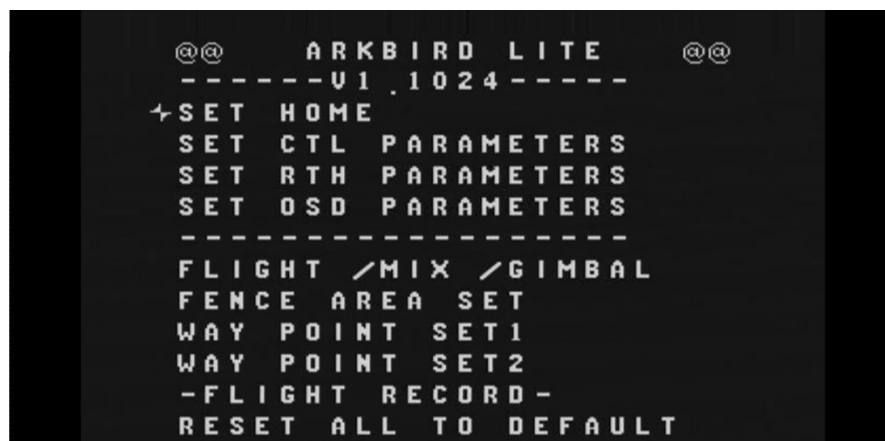 @@ ARKBIRD LITE @@
------V1.1024-----
SET HOME
SET CTL PARAMETERS
SET RTH PARAMETERS
SET OSD PARAMETERS
------------------
FLIGHT /MIX /GIMBAL
FENCE AREA SET
WAY POINT SET1
WAY POINT SET2
-FLIGHT RECORD-
RESET ALL TO DEFAULT